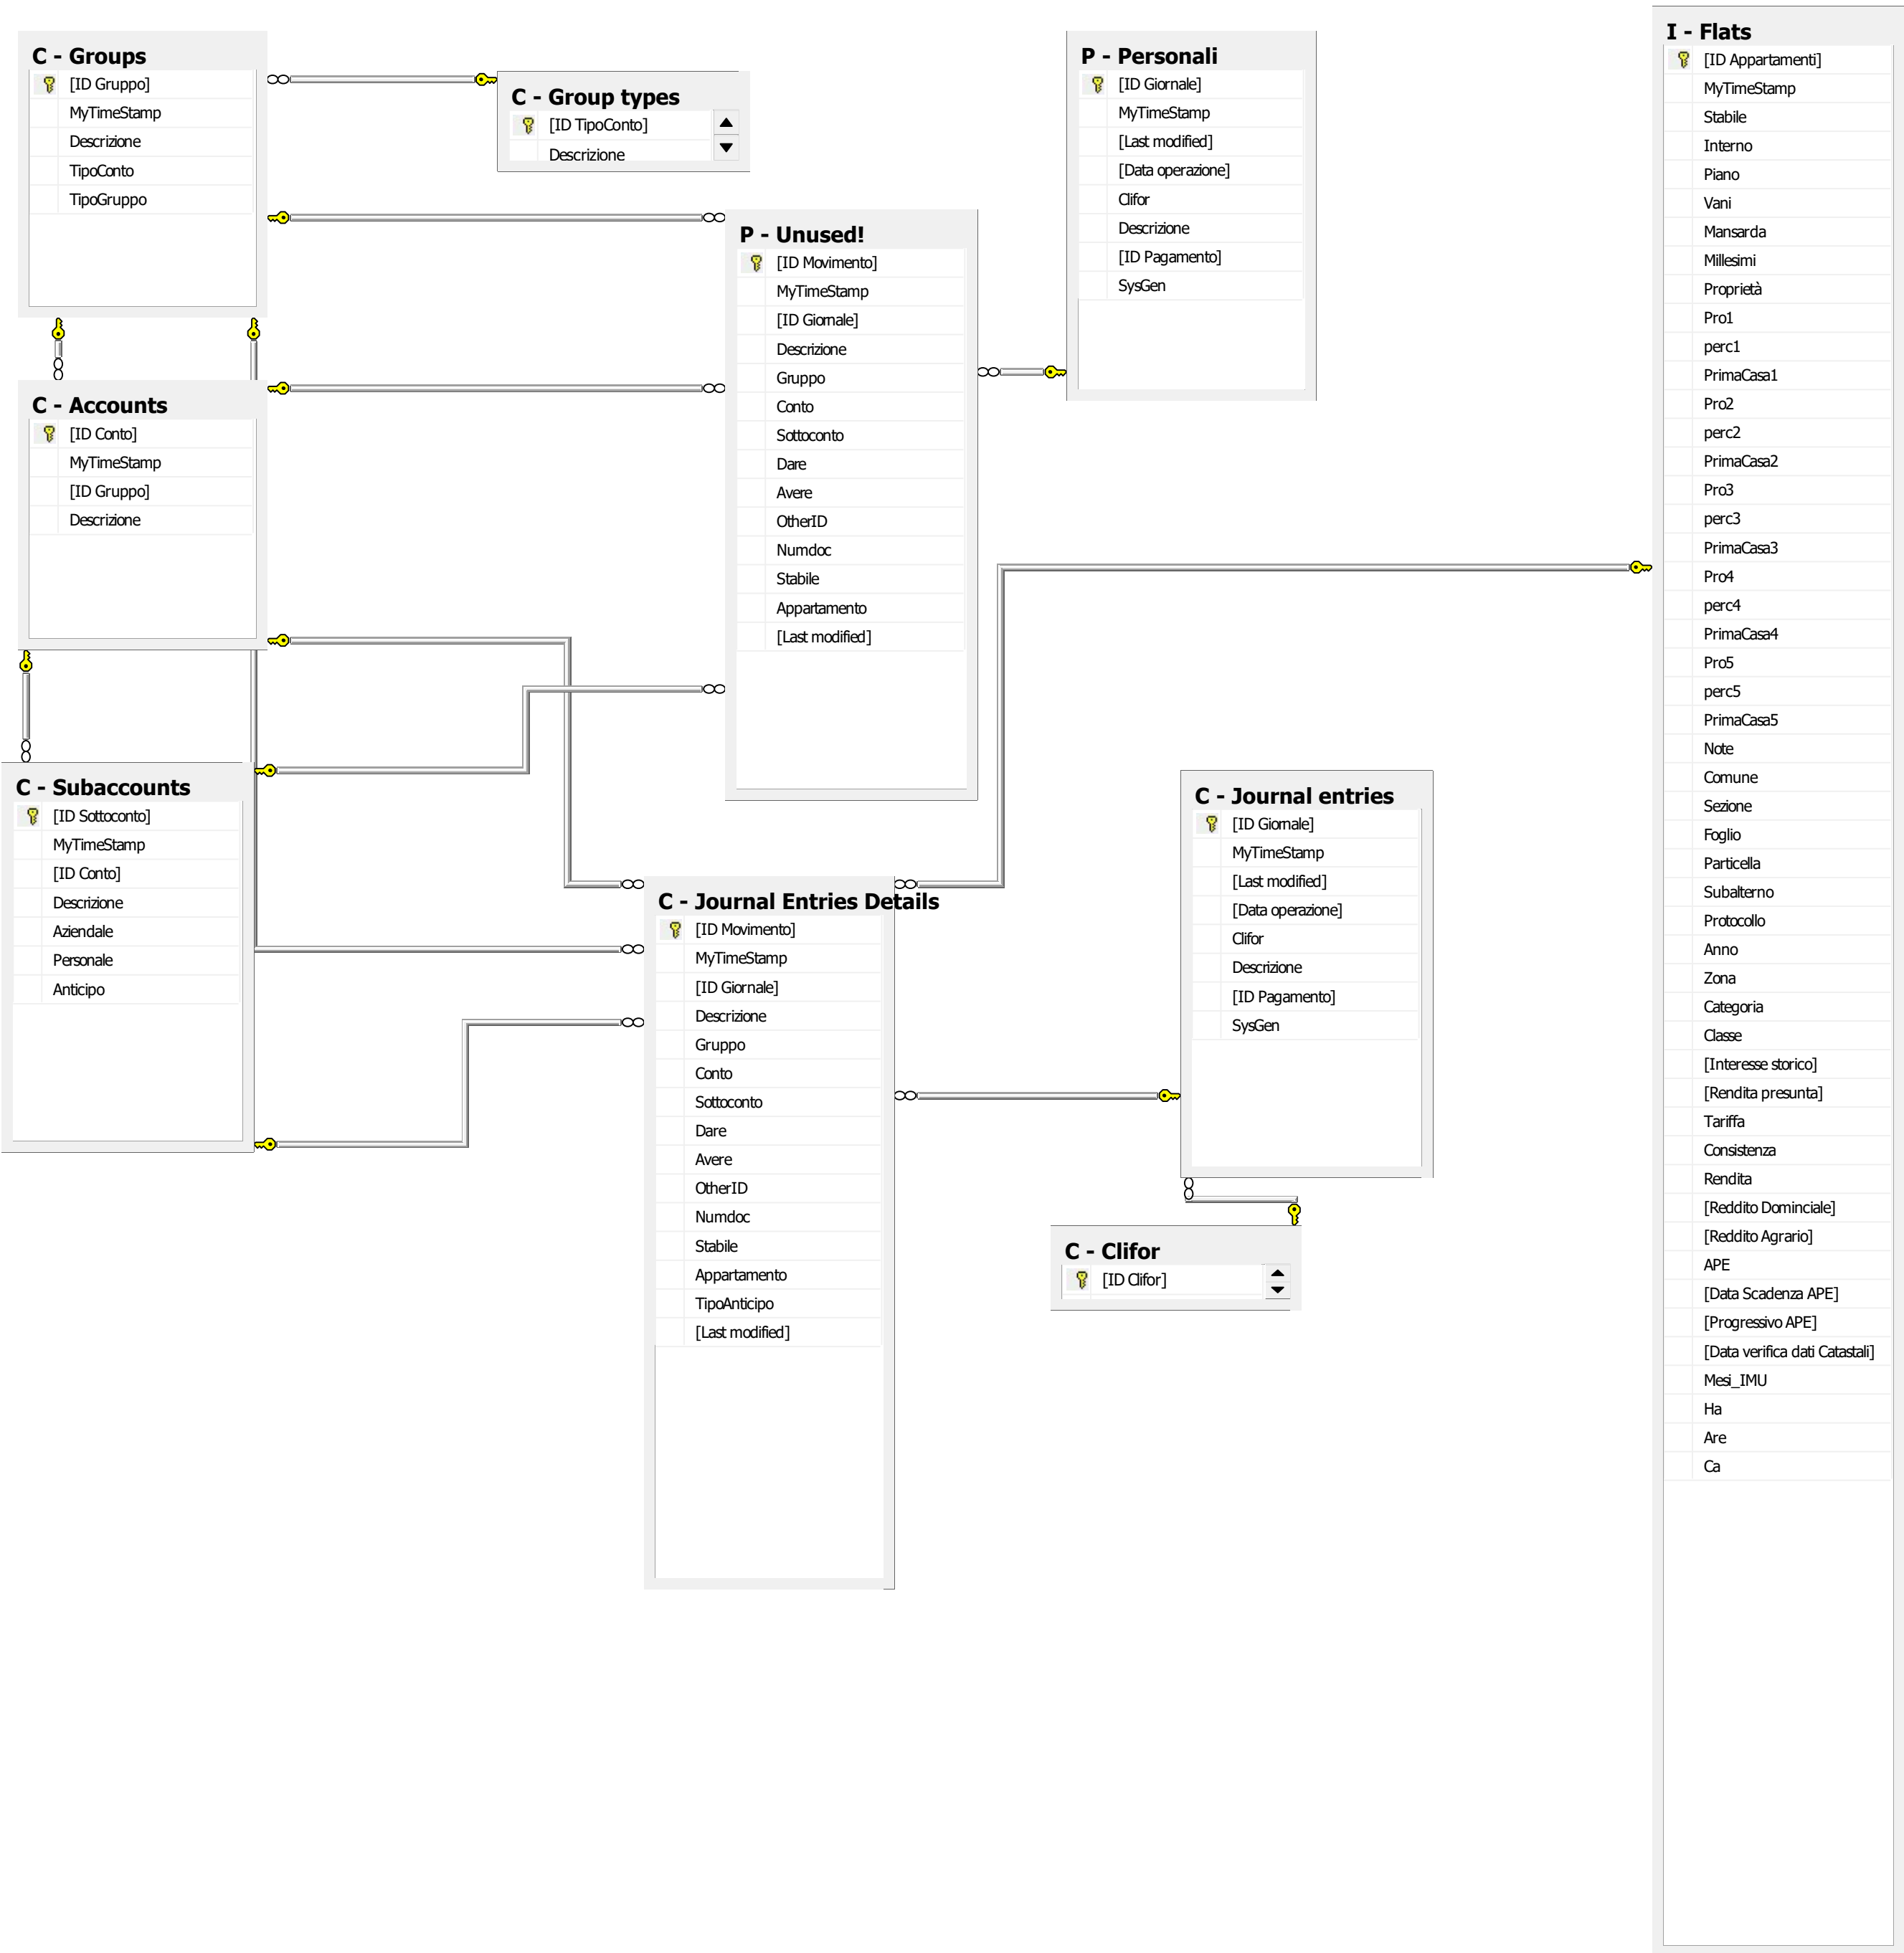 C - Groups
[ID Gruppo]
MyTimeStamp
Descrizione
TipoConto
TipoGruppo
C - Group types
[ID TipoConto]
Descrizione
P - Personali
[ID Giornale]
MyTimeStamp
[Last modified]
[Data operazione]
Clifor
Descrizione
[ID Pagamento]
SysGen
P - Unused!
[ID Movimento]
MyTimeStamp
[ID Giornale]
Descrizione
Gruppo
Conto
Sottoconto
Dare
Avere
OtherID
Numdoc
Stabile
Appartamento
[Last modified]
C - Accounts
[ID Conto]
MyTimeStamp
[ID Gruppo]
Descrizione
C - Subaccounts
[ID Sottoconto]
MyTimeStamp
[ID Conto]
Descrizione
Aziendale
Personale
Anticipo
C - Journal Entries Details
[ID Movimento]
MyTimeStamp
[ID Giornale]
Descrizione
Gruppo
Conto
Sottoconto
Dare
Avere
OtherID
Numdoc
Stabile
Appartamento
TipoAnticipo
[Last modified]
C - Journal entries
[ID Giornale]
MyTimeStamp
[Last modified]
[Data operazione]
Clifor
Descrizione
[ID Pagamento]
SysGen
C - Clifor
[ID Clifor]
I - Flats
[ID Appartamenti]
MyTimeStamp
Stabile
Interno
Piano
Vani
Mansarda
Millesimi
Proprietà
Pro1
perc1
PrimaCasa1
Pro2
perc2
PrimaCasa2
Pro3
perc3
PrimaCasa3
Pro4
perc4
PrimaCasa4
Pro5
perc5
PrimaCasa5
Note
Comune
Sezione
Foglio
Particella
Subalterno
Protocollo
Anno
Zona
Categoria
Classe
[Interesse storico]
[Rendita presunta]
Tariffa
Consistenza
Rendita
[Reddito Dominciale]
[Reddito Agrario]
APE
[Data Scadenza APE]
[Progressivo APE]
[Data verifica dati Catastali]
Mesi_IMU
Ha
Are
Ca